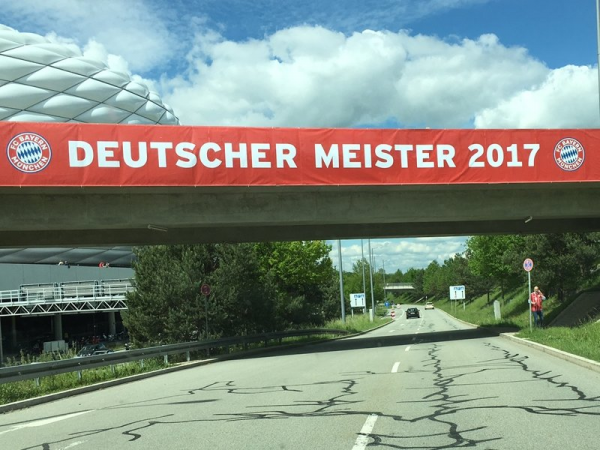 FC BAYERN MÜNCHEN
DEUTSCHER MEISTER 2017
FC BAYERN MÜNCHEN